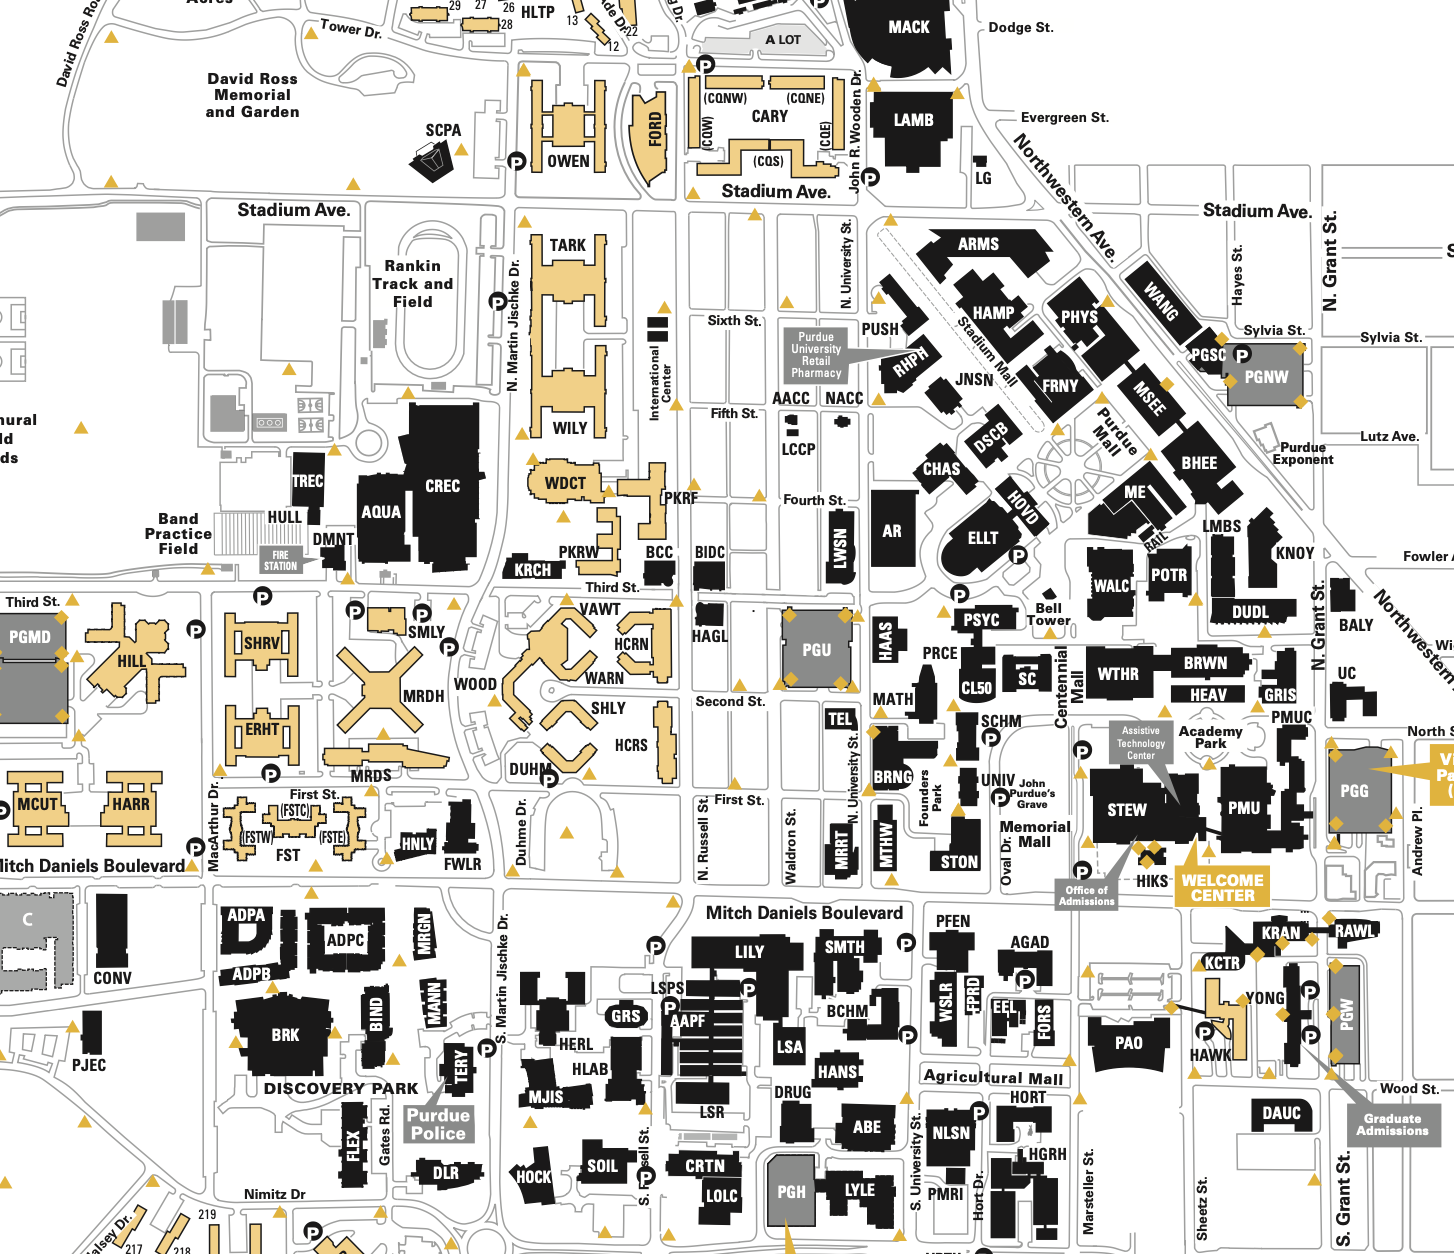 Acres
29
27
26
28
HLTP
13
12
22
David Ross Memorial and Garden
Tower Dr.
SCPA
OWEN
FORD
A LOT
(CQNW)
(CQNE)
CARY
(CQW)
(CQE)
(CQS)
John R. Wooden Dr.
MACK
Dodge St.
LAMB
Evergreen St.
LG
Northwestern Ave.
Stadium Ave.
Stadium Ave.
Stadium Ave.
Rankin
Track and
Field
N. Martin Jischke Dr.
TARK
WILY
International
Center
Sixth St.
Fifth St.
N. University St.
PUSH
Purdue
University
Retail
Pharmacy
RHPH
Stadium Mall
ARMS
HAMP
PHYS
WANG
Hayes St.
N. Grant St.
Sylvia St.
Sylvia St.
PGSC
PGNW
JNSN
FRNY
MSEE
Purdue
Mall
AACC
NACC
LCCP
DSCB
CHAS
BHEE
Purdue
Exponent
Lutz Ave.
TREC
HULL
AQUA
CREC
Band
Practice
Field
FIRE
STATION
DMNT
WDCT
PKRF
PKRW
BCC
BIDC
KRCH
Third St.
Fourth St.
LWSN
AR
HOVD
ELLT
ME
RAIL
LMBS
KNOY
WALC
POTR
DUDL
Fowler
Third St.
PGMD
HILL
SHRV
SMLY
MRDH
ERHT
MRDS
WOOD
VAWT
HCRN
WARN
SHLY
HCRS
DUHM
HAGL
PGU
Second St.
HAAS
PSYC
Bell
Tower
PRCE
CL50
SC
MATH
SCHM
Centennial
Mall
WTHR
BRWN
HEAV
GRIS
N. Grant St.
BALY
UC
Northwestern
TEL
BRNG
Founders
Park
UNIV
John
Purdue's
Grave
Assistive
Technology
Center
Academy
Park
PMUC
STEW
PMU
PGG
MCUT
HARR
MacArthur Dr.
First St.
(FSTC)
(FSTW)
(FSTE)
FST
HNLY
FWLR
Duhme Dr.
First St.
N. Russell St.
Waldron St.
N. University St.
MRRT
MTHW
STON
Memorial
Mall
Oval Dr.
Office of
Admissions
HIKS
WELCOME
CENTER
Andrew Pl.
Mitch Daniels Boulevard
Mitch Daniels Boulevard
C
CONV
ADPA
ADPB
ADPC
MRGN
BRK
BIND
MANN
TERY
DISCOVERY PARK
Purdue
Police
PJEC
FLEX
Gates Rd.
DLR
Nimitz Dr
219
217
218
S. Martin Jischke Dr.
HERL
GRS
HLAB
MJIS
HOCK
SOIL
LILY
LSPS
AAPF
LSR
SMTH
BCHM
LSA
HANS
DRUG
ABE
CRTN
LOLC
PGH
LYLE
PFEN
AGAD
WSLR
FPRD
EEL
FORS
Agricultural Mall
HORT
NLSN
PMRI
HGRH
Hort Dr.
S. University St.
Marsteller St.
Sheetz St.
S. Grant St.
KRAN
RAWL
KCTR
YONG
HAWK
PAO
PGW
Wood St.
DAUC
Graduate
Admissions